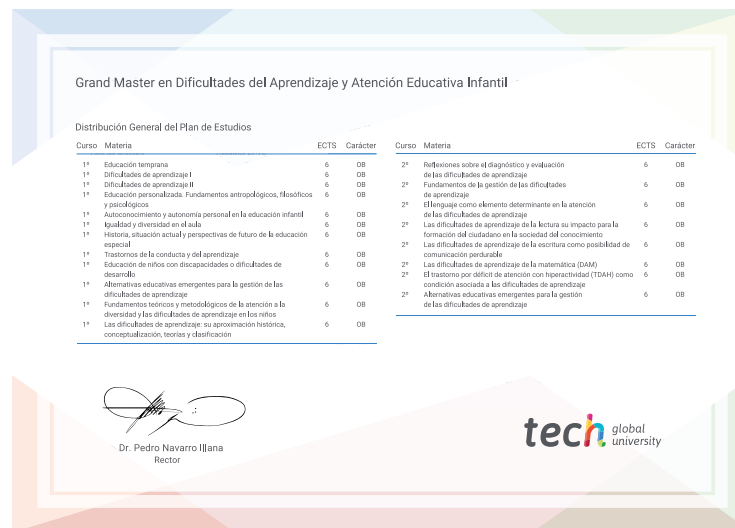 Grand Master en Dificultades del Aprendizaje y Atención Educativa Infantil
Distribución General del Plan de Estudios
Curso Materia ECTS Carácter
1º Educación temprana 6 OB
1º Dificultades de aprendizaje I 6 OB
1º Dificultades de aprendizaje II 6 OB
1º Educación personalizada. Fundamentos antropológicos, filosóficos 6 OB
y psicológicos
1º Autoconocimiento y autonomía personal en la educación infantil 6 OB
1º Igualdad y diversidad en el aula 6 OB
1º Historia, situación actual y perspectivas de futuro de la educación 6 OB
especial
1º Trastornos de la conducta y del aprendizaje 6 OB
1º Educación de niños con discapacidades o dificultades de 6 OB
desarrollo
1º Alternativas educativas emergentes para la gestión de las 6 OB
dificultades de aprendizaje
1º Fundamentos teóricos y metodológicos de la atención a la 6 OB
diversidad y las dificultades de aprendizaje en los niños
1º Las dificultades de aprendizaje: su aproximación histórica, 6 OB
conceptualización, teorías y clasificación
Curso Materia ECTS Carácter
2º Reflexiones sobre el diagnóstico y evaluación 6 OB
de las dificultades de aprendizaje
2º Fundamentos de la gestión de las dificultades 6 OB
de aprendizaje
2º El lenguaje como elemento determinante en la atención 6 OB
de las dificultades de aprendizaje
2º Las dificultades de aprendizaje de la lectura su impacto para la 6 OB
formación del ciudadano en la sociedad del conocimiento
2º Las dificultades de aprendizaje de la escritura como posibilidad de 6 OB
comunicación perdurable
2º Las dificultades de aprendizaje de la matemática (DAM) 6 OB
2º El trastorno por déficit de atención con hiperactividad (TDAH) como 6 OB
condición asociada a las dificultades de aprendizaje
2º Alternativas educativas emergentes para la gestión 6 OB
de las dificultades de aprendizaje
Dr. Pedro Navarro Illana
Rector
tech global
university